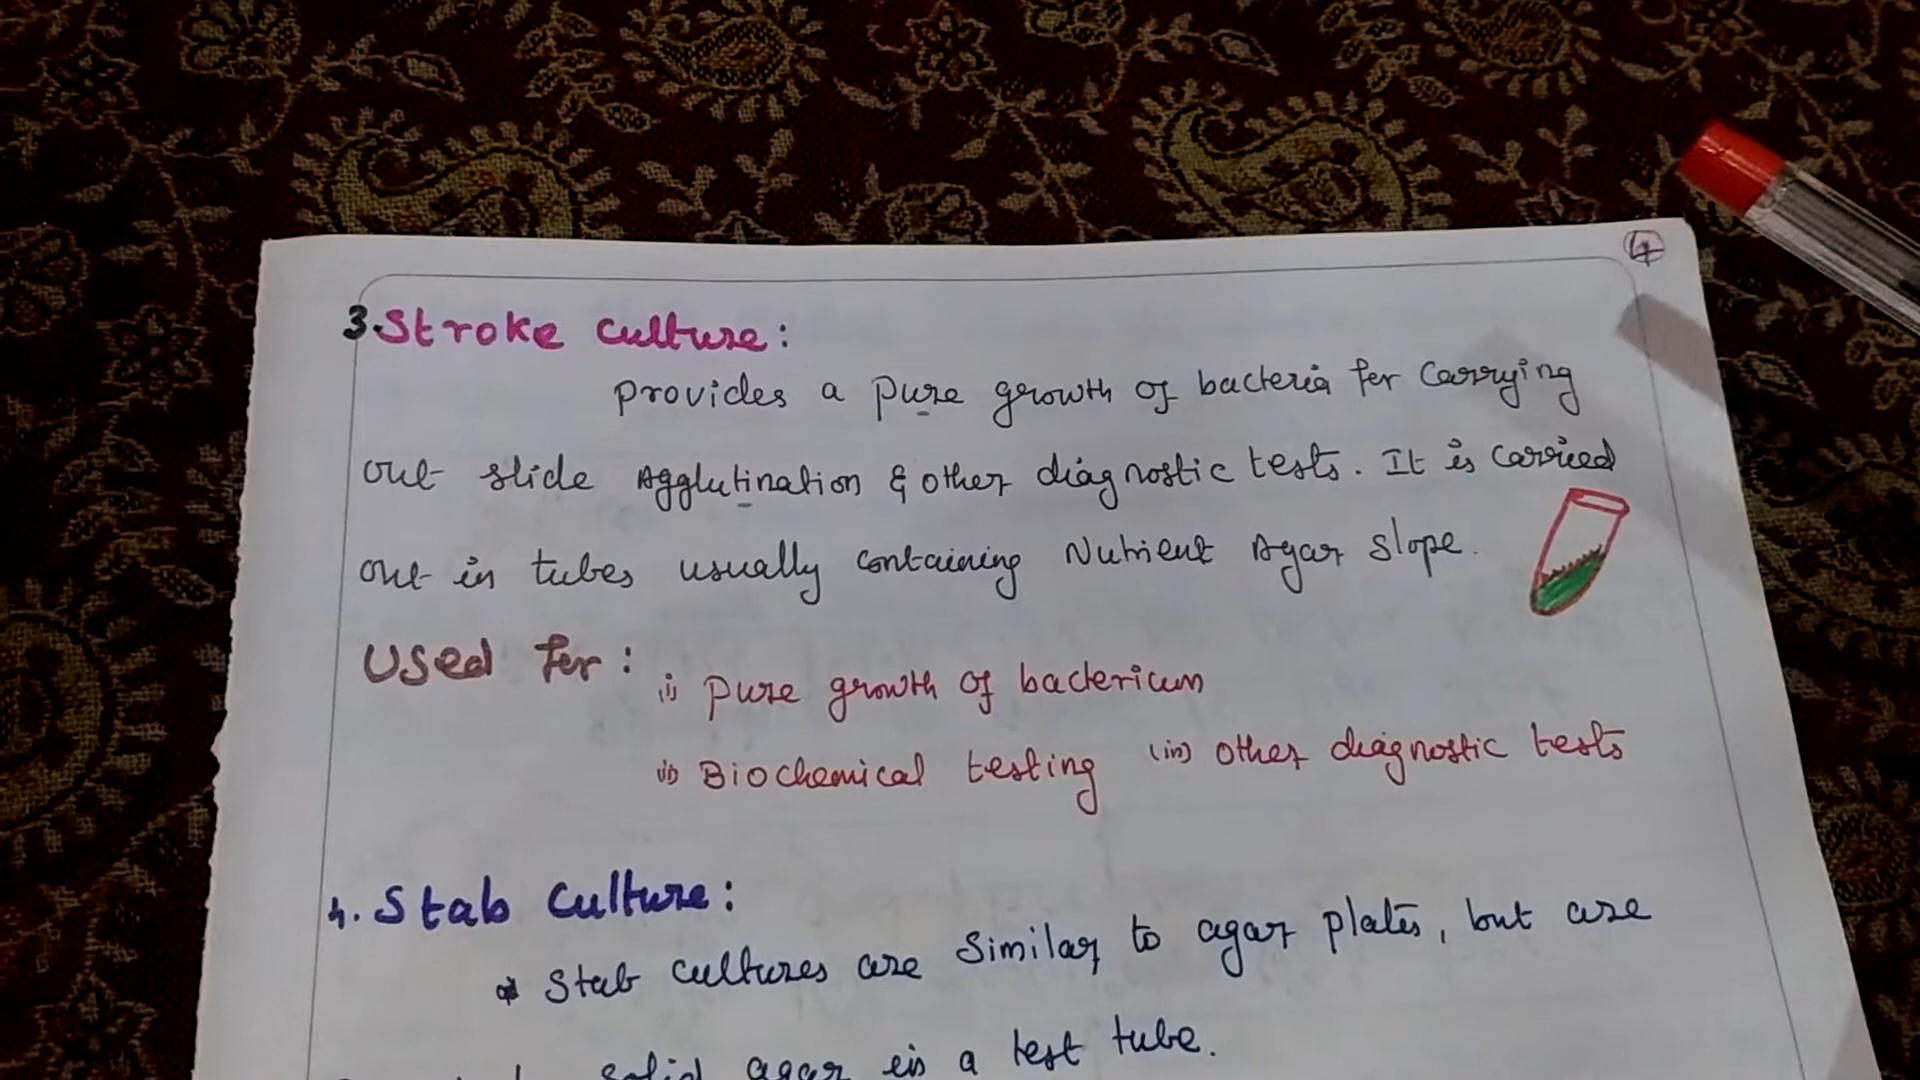 4
3. Stroke culture:
provides a pure growth of bacteria for carrying
out slide Agglutination & other diagnostic tests. It is carried
out in tubes usually containing Nutrient Agar slope.
Used for:
i) pure growth of bactericum
ii) Biochemical testing (iii) other diagnostic tests
4. Stab culture:
* Stab cultures are similar to agar plates, but are
solid agar in a test tube.